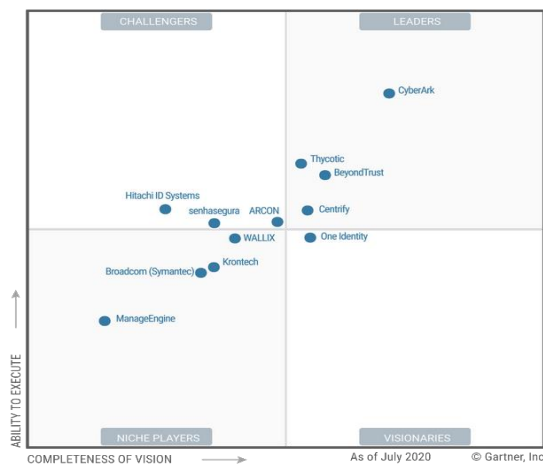 CHALLENGERS
LEADERS
CyberArk
Thycotic
BeyondTrust
Hitachi ID Systems
senhasegura
ARCON
Centrify
WALLIX
One Identity
Krontech
Broadcom (Symantec)
ManageEngine
ABILITY TO EXECUTE
NICHE PLAYERS
VISIONARIES
COMPLETENESS OF VISION
As of July 2020
© Gartner, Inc